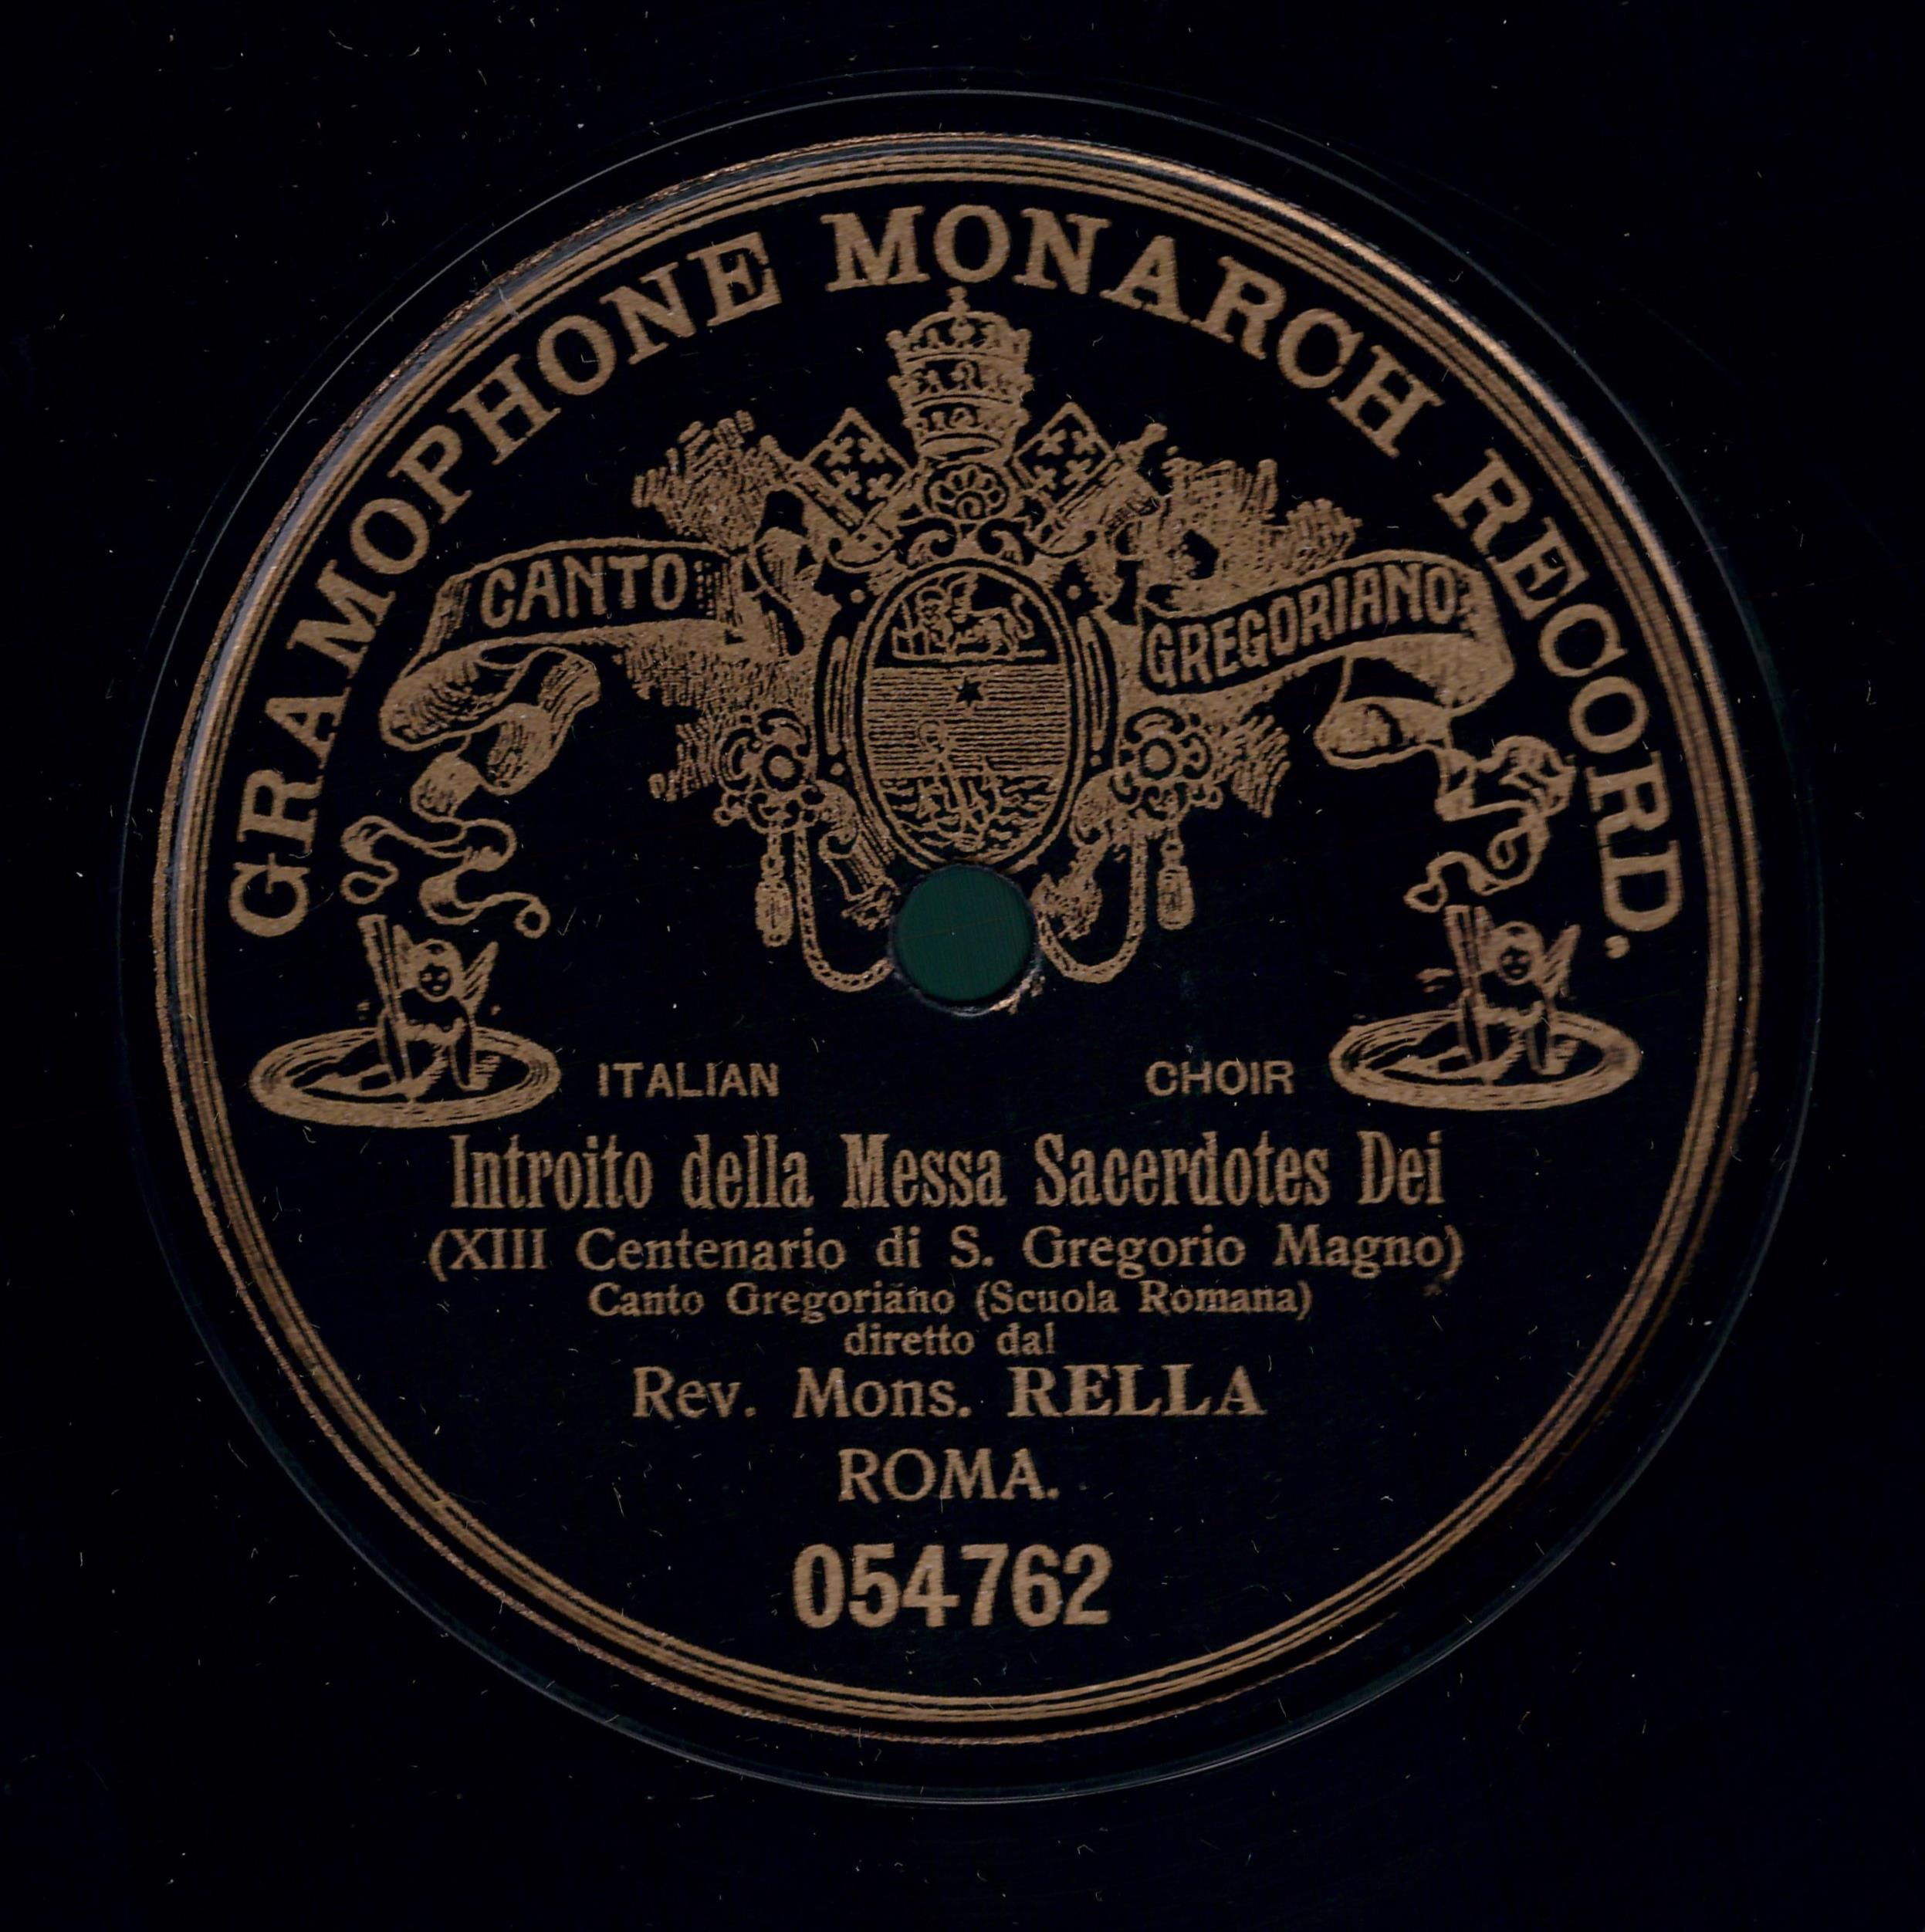 GRAMOPHONE MONARCH RECORD.
CANTO GREGORIANO
ITALIAN CHOIR
Introito della Messa Sacerdotes Dei
(XIII Centenario di S. Gregorio Magno)
Canto Gregoriano (Scuola Romana)
diretto dal
Rev. Mons. RELLA
ROMA.
054762